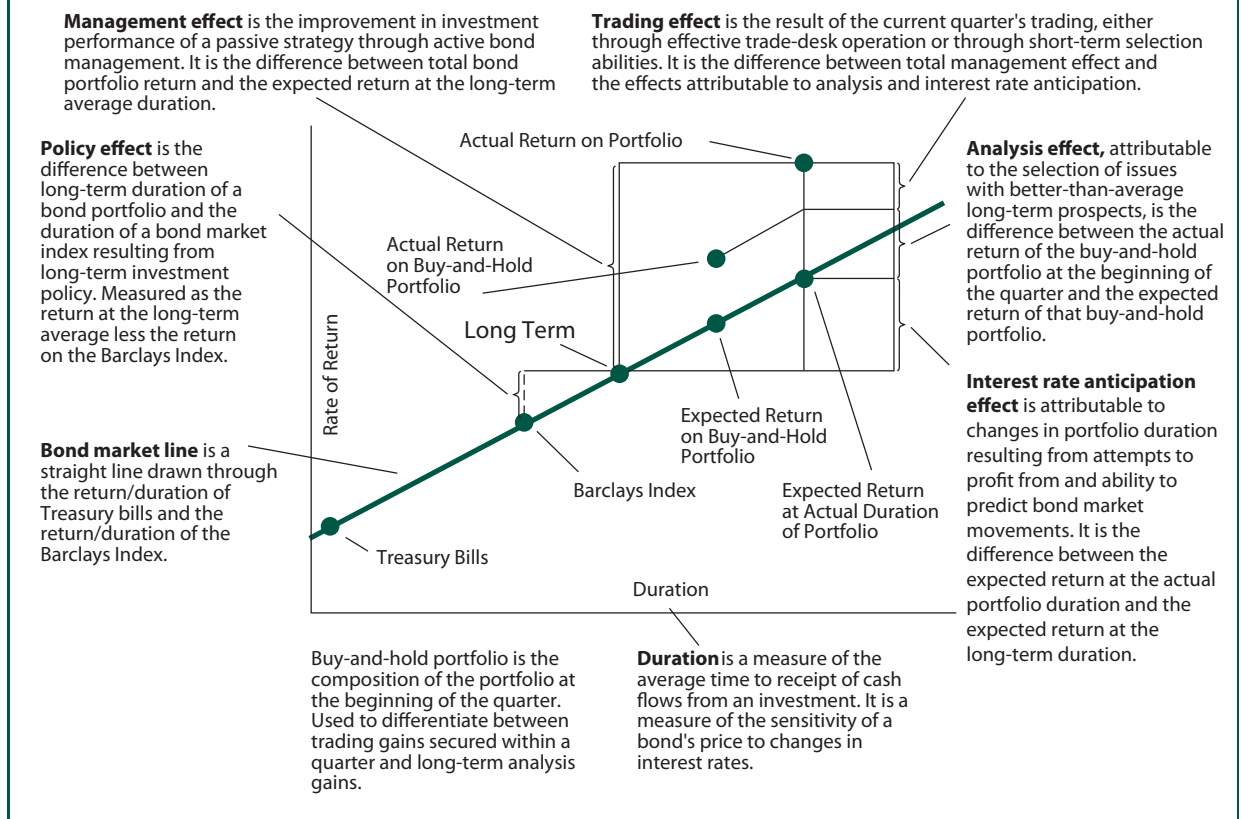 Management effect is the improvement in investment
performance of a passive strategy through active bond
management. It is the difference between total bond
portfolio return and the expected return at the long-term
average duration.
Trading effect is the result of the current quarter's trading, either
through effective trade-desk operation or through short-term selection
abilities. It is the difference between total management effect and
the effects attributable to analysis and interest rate anticipation.
Policy effect is the
difference between
long-term duration of a
bond portfolio and the
duration of a bond market
index resulting from
long-term investment
policy. Measured as the
return at the long-term
average less the return
on the Barclays Index.
Bond market line is a
straight line drawn through
the return/duration of
Treasury bills and the
return/duration of the
Barclays Index.
Rate of Return
Actual Return on Portfolio
Actual Return
on Buy-and-Hold
Portfolio
Long Term
Expected Return
on Buy-and-Hold
Portfolio
Barclays Index
Expected Return
at Actual Duration
of Portfolio
Treasury Bills
Duration
Analysis effect, attributable
to the selection of issues
with better-than-average
long-term prospects, is the
difference between the actual
return of the buy-and-hold
portfolio at the beginning of
the quarter and the expected
return of that buy-and-hold
portfolio.
Interest rate anticipation
effect is attributable to
changes in portfolio duration
resulting from attempts to
profit from and ability to
predict bond market
movements. It is the
difference between the
expected return at the actual
portfolio duration and the
expected return at the
long-term duration.
Buy-and-hold portfolio is the
composition of the portfolio at
the beginning of the quarter.
Used to differentiate between
trading gains secured within a
quarter and long-term analysis
gains.
Duration is a measure of the
average time to receipt of cash
flows from an investment. It is a
measure of the sensitivity of a
bond's price to changes in
interest rates.